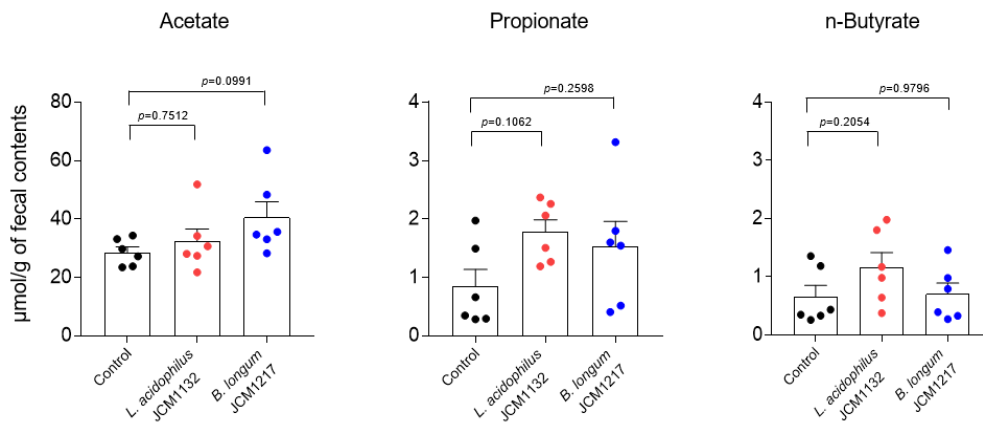 Acetate
Propionate
n-Butyrate
µmol/g of fecal contents
p=0.0991
p=0.7512
80
60
40
20
0
Control
L. acidophilus
JCM1132
B. longum
JCM1217
p=0.2598
p=0.1062
4
3
2
1
0
Control
L. acidophilus
JCM1132
B. longum
JCM1217
p=0.9796
p=0.2054
4
3
2
1
0
Control
L. acidophilus
JCM1132
B. longum
JCM1217